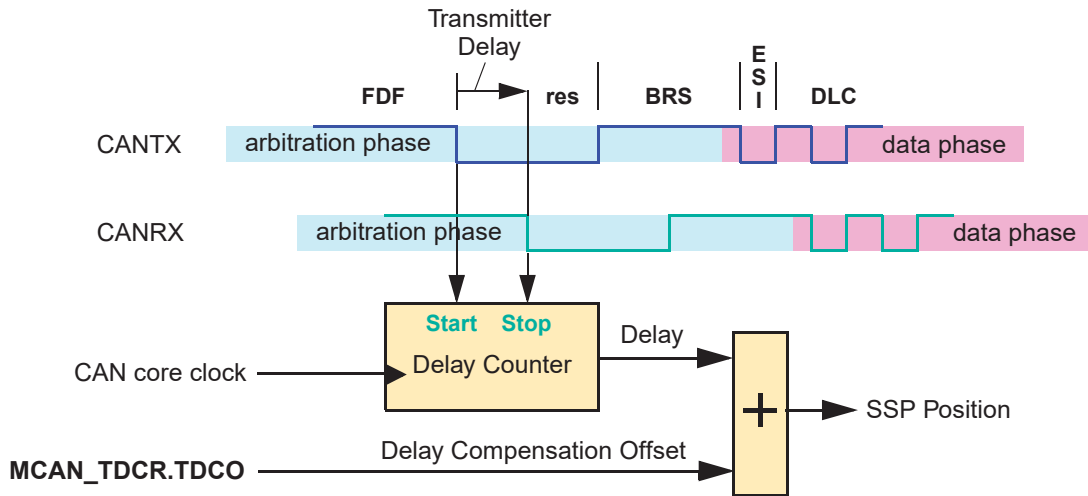 Transmitter
Delay
FDF
res
BRS
ESI
DLC
CANTX
arbitration phase
data phase
CANRX
arbitration phase
data phase
Start
Stop
Delay Counter
Delay
CAN core clock
+
SSP Position
Delay Compensation Offset
MCAN_TDCR.TDCO